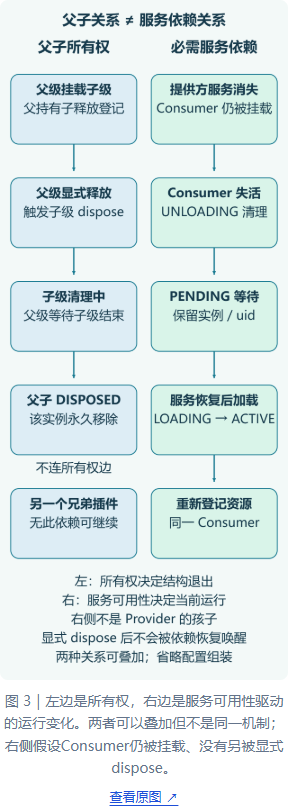 父子关系 ≠ 服务依赖关系
父子所有权
必需服务依赖
父级挂载子级
父持有子释放登记
提供方服务消失
Consumer 仍被挂载
父级显式释放
触发子级 dispose
Consumer 失活
UNLOADING 清理
子级清理中
父级等待子级结束
PENDING 等待
保留实例 / uid
父子 DISPOSED
该实例永久移除
服务恢复后加载
LOADING → ACTIVE
不连所有权边
另一个兄弟插件
无此依赖可继续
重新登记资源
同一 Consumer
左：所有权决定结构退出
右：服务可用性决定当前运行
右侧不是 Provider 的孩子
显式 dispose 后不会被依赖恢复唤醒
两种关系可叠加；省略配置组装
图 3 | 左边是所有权，右边是服务可用性驱动
的运行变化。两者可以叠加但不是同一机制；
右侧假设Consumer仍被挂载、没有另被显式
dispose。
查看原图 ↗